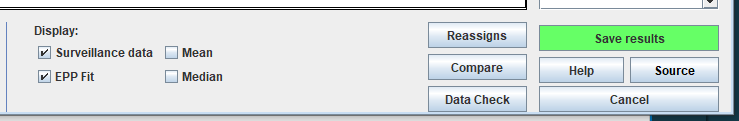 Display:
Surveillance data
Mean
EPP Fit
Median
Reassigns
Compare
Data Check
Save results
Help
Source
Cancel